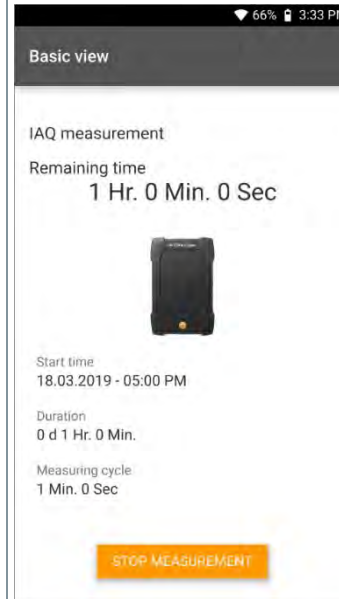 66% 3:33 PM
Basic view
IAQ measurement
Remaining time
1 Hr. 0 Min. 0 Sec
Start time
18.03.2019 - 05:00 PM
Duration
0 d 1 Hr. 0 Min.
Measuring cycle
1 Min. 0 Sec
STOP MEASUREMENT